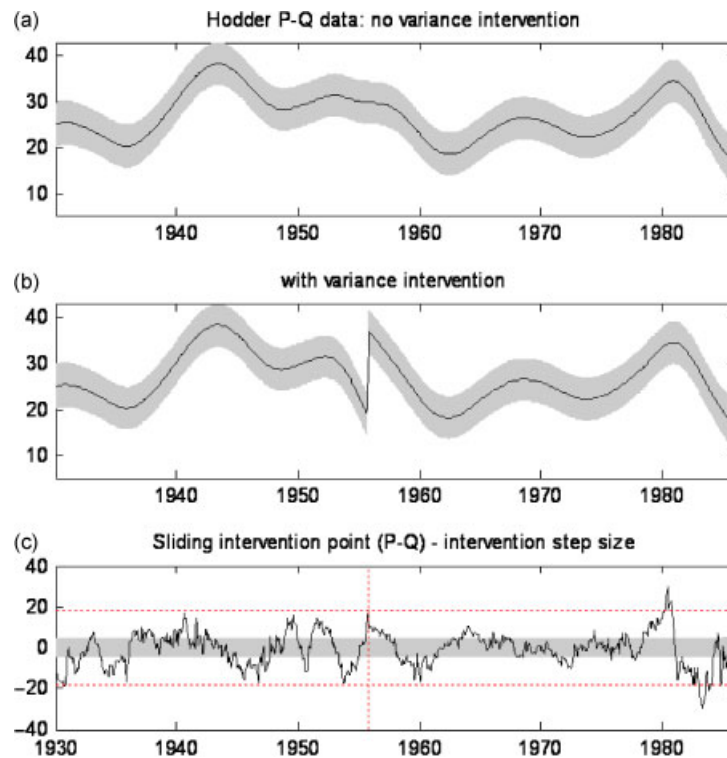 (a) Hodder P-Q data: no variance intervention
40
30
20
10
1940 1950 1960 1970 1980
(b) with variance intervention
40
30
20
10
1940 1950 1960 1970 1980
(c) Sliding intervention point (P-Q) - intervention step size
40
20
0
-20
-40
1930 1940 1950 1960 1970 1980